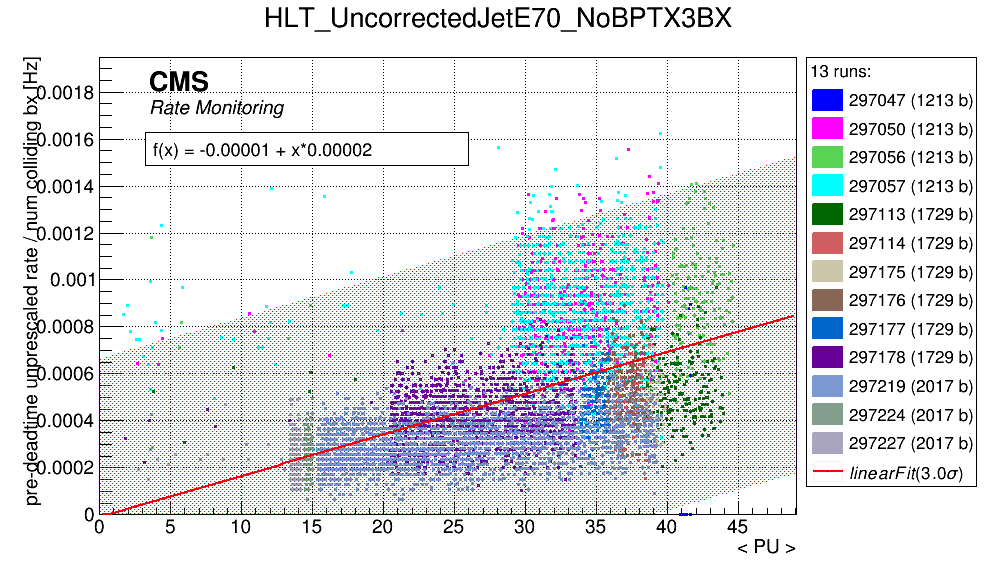 HLT_UncorrectedJetE70_NoBPTX3BX
pre-deadtime unprescaled rate / num colliding bx [Hz]
CMS
Rate Monitoring
f(x) = -0.00001 + x*0.00002
0.0018
0.0016
0.0014
0.0012
0.001
0.0008
0.0006
0.0004
0.0002
0
0 5 10 15 20 25 30 35 40 45
< PU >
13 runs:
297047 (1213 b)
297050 (1213 b)
297056 (1213 b)
297057 (1213 b)
297113 (1729 b)
297114 (1729 b)
297175 (1729 b)
297176 (1729 b)
297177 (1729 b)
297178 (1729 b)
297219 (2017 b)
297224 (2017 b)
297227 (2017 b)
linearFit(3.0σ)